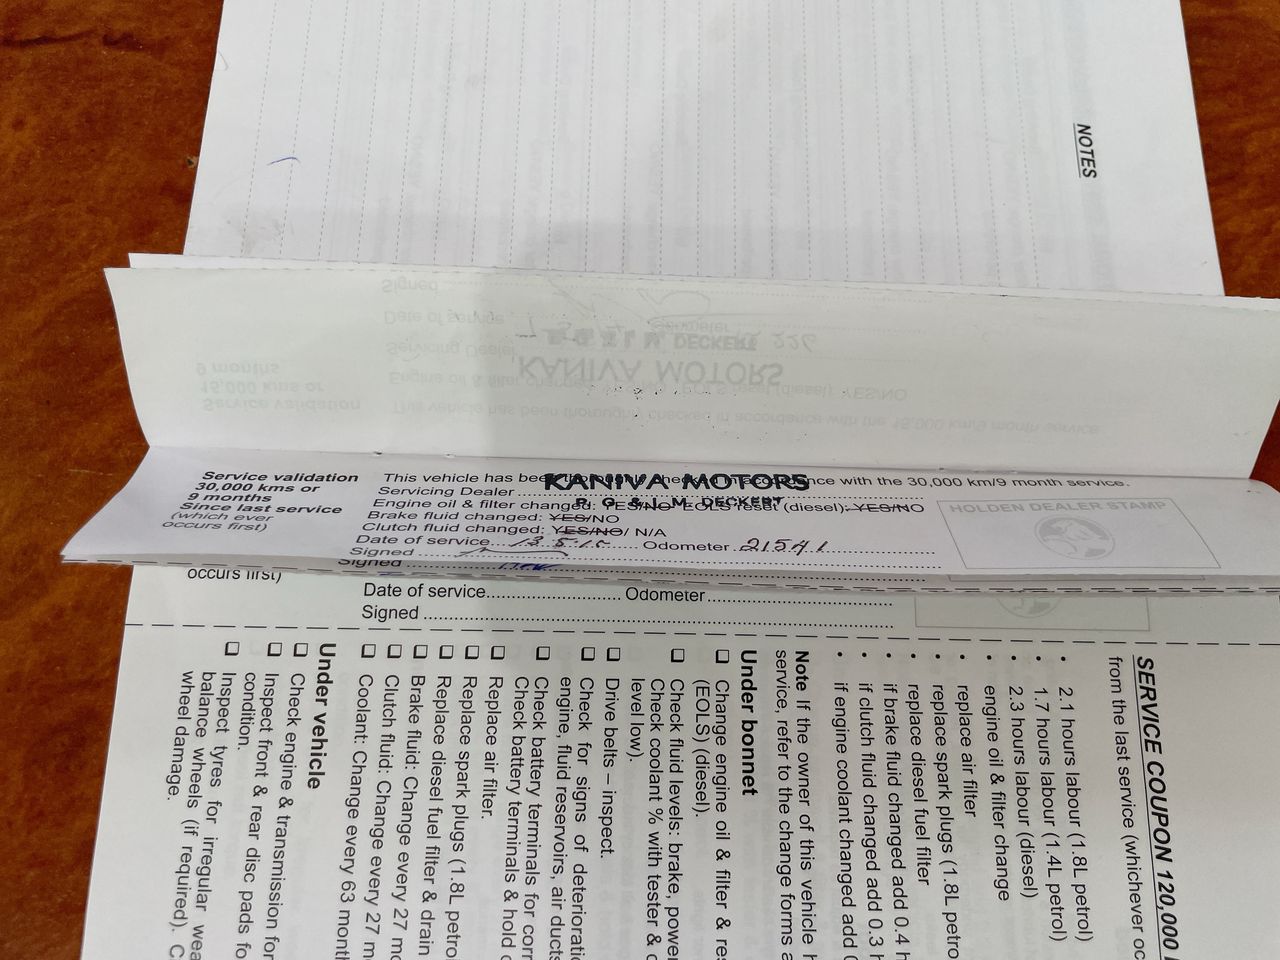 NOTES
Service validation
30,000 kms or
9 months
Since last service
(which ever
occurs first)
This vehicle has been thoroughly checked in accordance with the 30,000 km/9 month service.
Servicing Dealer
KANIVA MOTORS
P. G. & J. M. DECKERT
Engine oil & filter changed: YES/NO EOLS reset (diesel): YES/NO
Brake fluid changed: YES/NO
Clutch fluid changed: YES/NO/ N/A
Date of service 13.5.15 Odometer 21541
Signed
HOLDEN DEALER STAMP
Signed
occurs first)
Date of service Odometer
Signed
SERVICE COUPON 120,000
from the last service (whichever oc
• 2.1 hours labour (1.8L petrol)
• 1.7 hours labour (1.4L petrol)
• 2.3 hours labour (diesel)
• engine oil & filter change
• replace air filter
• replace spark plugs (1.8L petro
• replace diesel fuel filter
• if brake fluid changed add 0.4 h
• if clutch fluid changed add 0.3 h
• if engine coolant changed add
Note If the owner of this vehicle h
service, refer to the change forms a
Under bonnet
❑ Change engine oil & filter & res
(EOLS) (diesel).
❑ Check fluid levels: brake, power
Check coolant % with tester &
level low).
❑ Drive belts – inspect.
❑ Check for signs of deteriorati
engine, fluid reservoirs, air ducts
❑ Check battery terminals for corr
Check battery terminals & hold
❑ Replace air filter.
❑ Replace spark plugs (1.8L petro
❑ Replace diesel fuel filter & drain
❑ Brake fluid: Change every 27 mo
❑ Clutch fluid: Change every 27 m
❑ Coolant: Change every 63 month
Under vehicle
❑ Check engine & transmission for
❑ Inspect front & rear disc pads fo
condition.
❑ Inspect tyres for irregular wea
balance wheels (if required). C
wheel damage.